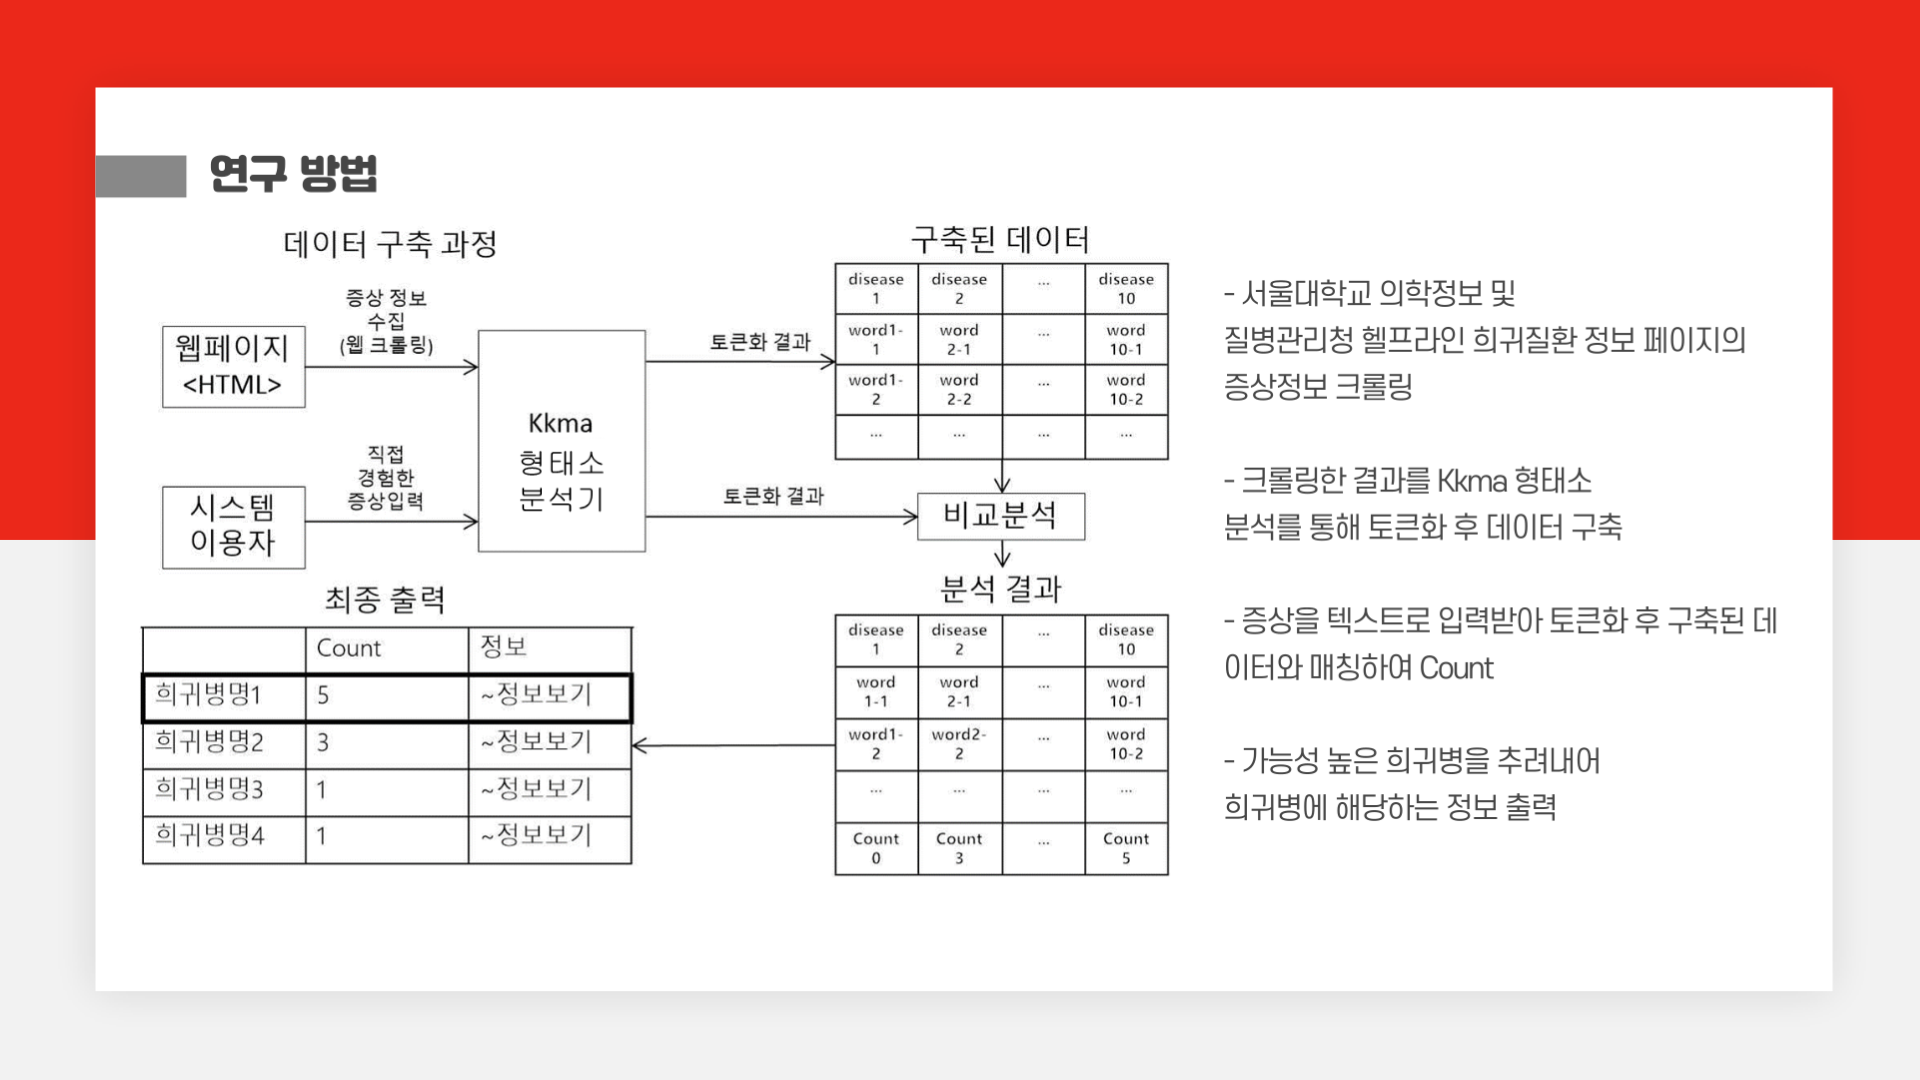 연구 방법
데이터 구축 과정
증상 정보
수집
(웹 크롤링)
웹페이지
<HTML>
직접
경험한
증상입력
시스템
이용자
Kkma
형태소
분석기
토큰화 결과
토큰화 결과
구축된 데이터
disease 1 disease 2 ... disease 10
word1-1 word 2-1 ... word 10-1
word1-2 word 2-2 ... word 10-2
... ... ... ...
비교분석
분석 결과
disease 1 disease 2 ... disease 10
word 1-1 word 2-1 ... word 10-1
word1-2 word2-2 ... word 10-2
... ... ... ...
Count 0 Count 3 ... Count 5
최종 출력
Count 정보
희귀병명1 5 ~정보보기
희귀병명2 3 ~정보보기
희귀병명3 1 ~정보보기
희귀병명4 1 ~정보보기
- 서울대학교 의학정보 및
질병관리청 헬프라인 희귀질환 정보 페이지의
증상정보 크롤링
- 크롤링한 결과를 Kkma 형태소
분석를 통해 토큰화 후 데이터 구축
- 증상을 텍스트로 입력받아 토큰화 후 구축된 데
이터와 매칭하여 Count
- 가능성 높은 희귀병을 추려내어
희귀병에 해당하는 정보 출력